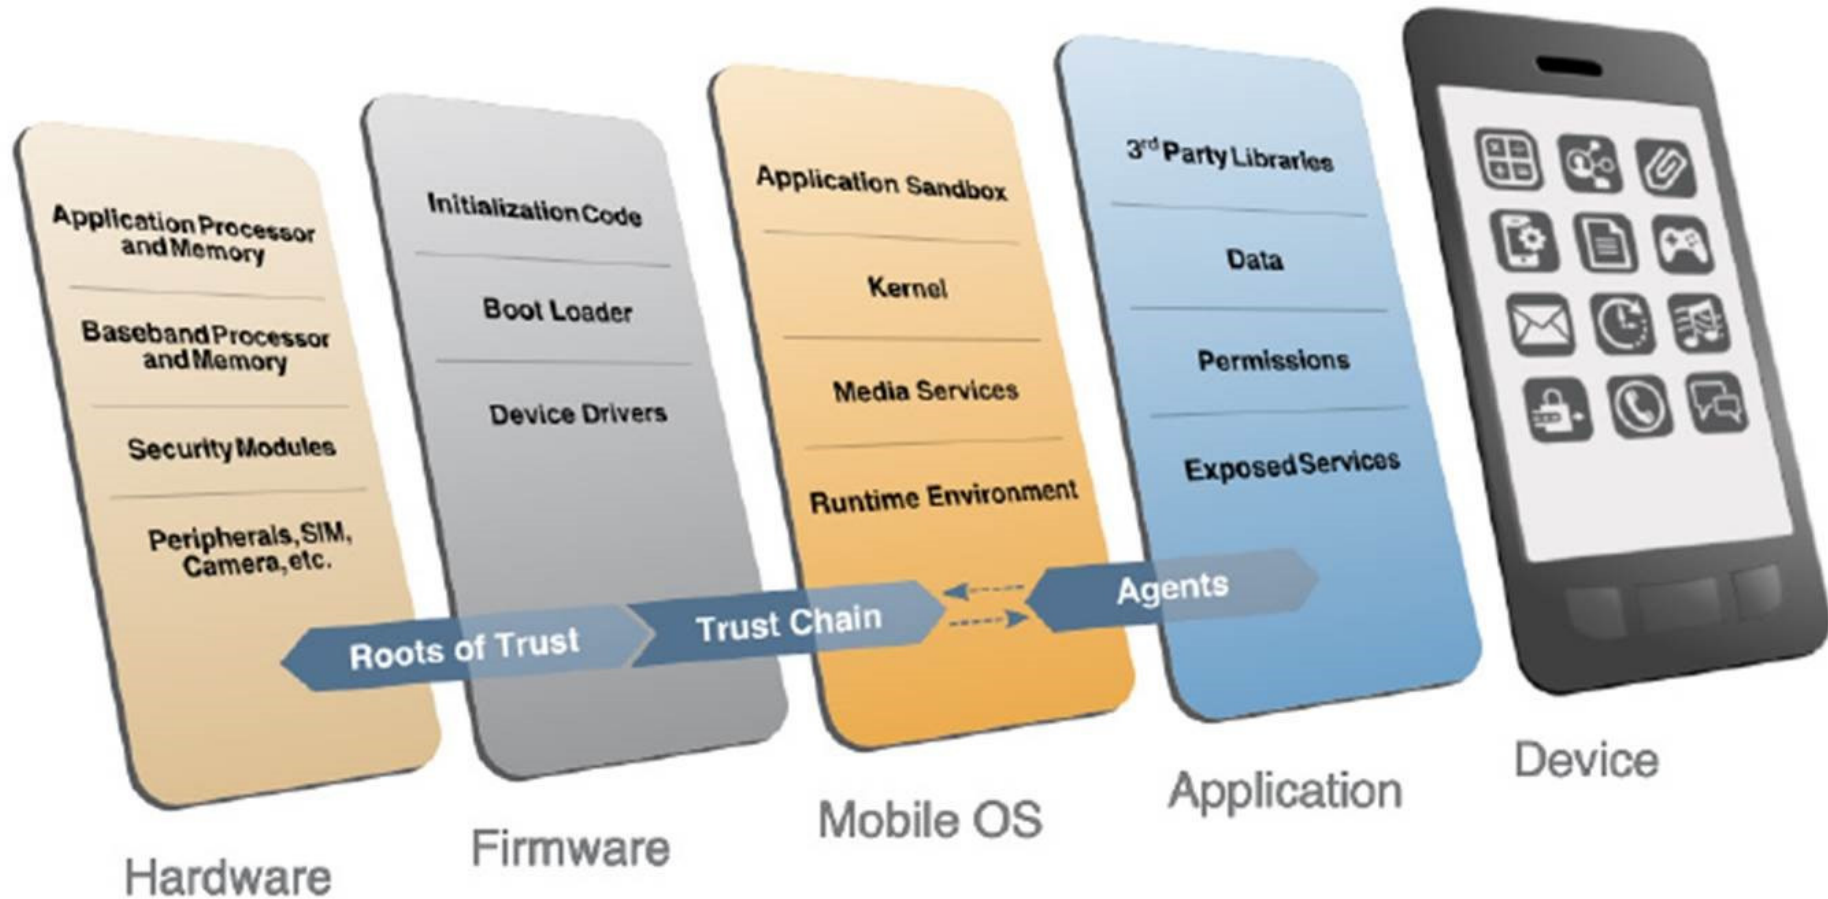 Application Processor
and Memory
Baseband Processor
and Memory
Security Modules
Peripherals, SIM,
Camera, etc.
Hardware
Initialization Code
Boot Loader
Device Drivers
Firmware
Application Sandbox
Kernel
Media Services
Runtime Environment
Mobile OS
3rd Party Libraries
Data
Permissions
Exposed Services
Application
Roots of Trust
Trust Chain
Agents
Device